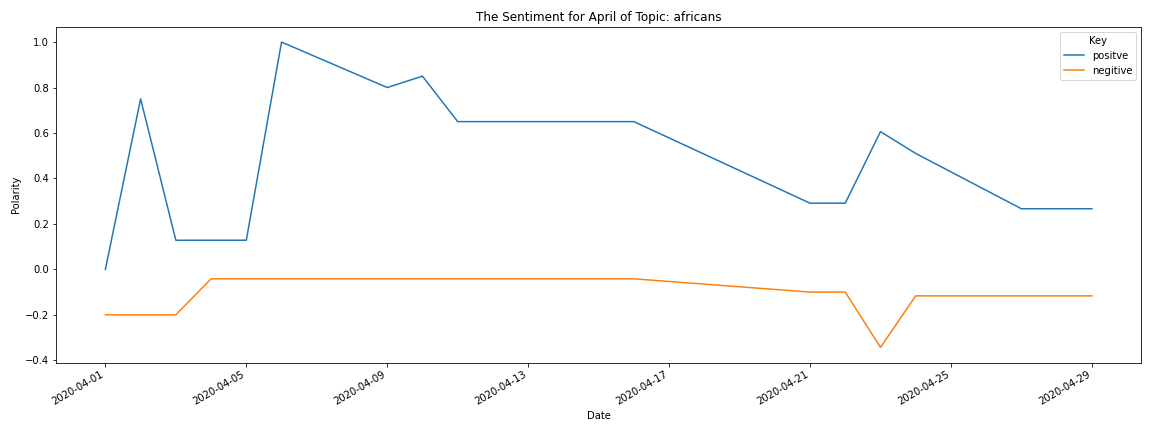 The Sentiment for April of Topic: africans
Key
positve
negitive
1.0
0.8
0.6
0.4
0.2
0.0
−0.2
−0.4
Polarity
2020-04-01
2020-04-05
2020-04-09
2020-04-13
2020-04-17
2020-04-21
2020-04-25
2020-04-29
Date